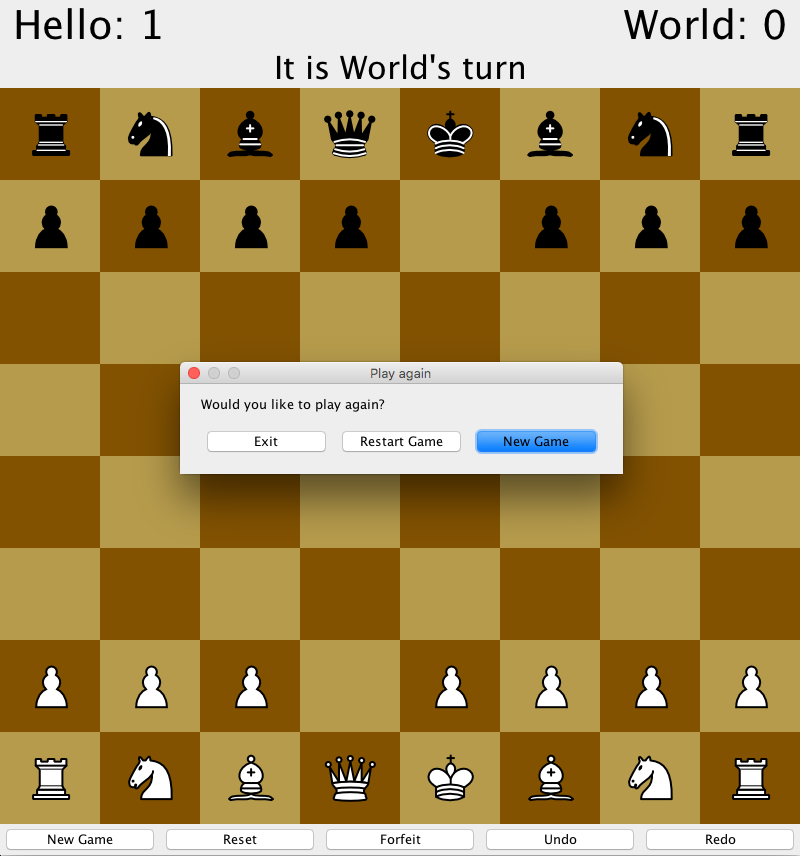 Hello: 1
World: 0
It is World's turn
Play again
Would you like to play again?
Exit
Restart Game
New Game
New Game
Reset
Forfeit
Undo
Redo